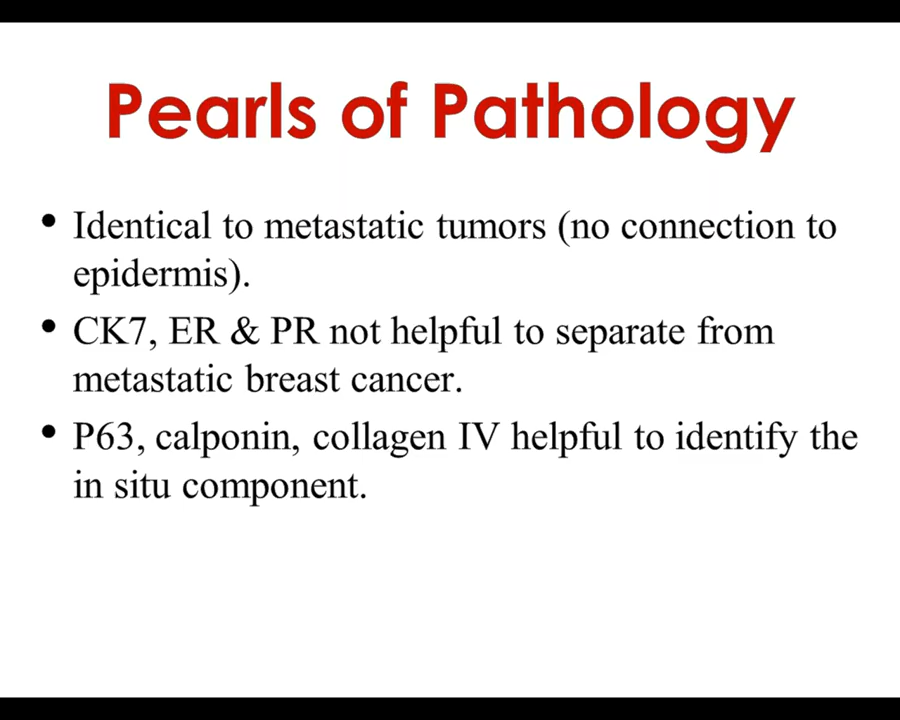 Pearls of Pathology
• Identical to metastatic tumors (no connection to
epidermis).
• CK7, ER & PR not helpful to separate from
metastatic breast cancer.
• P63, calponin, collagen IV helpful to identify the
in situ component.